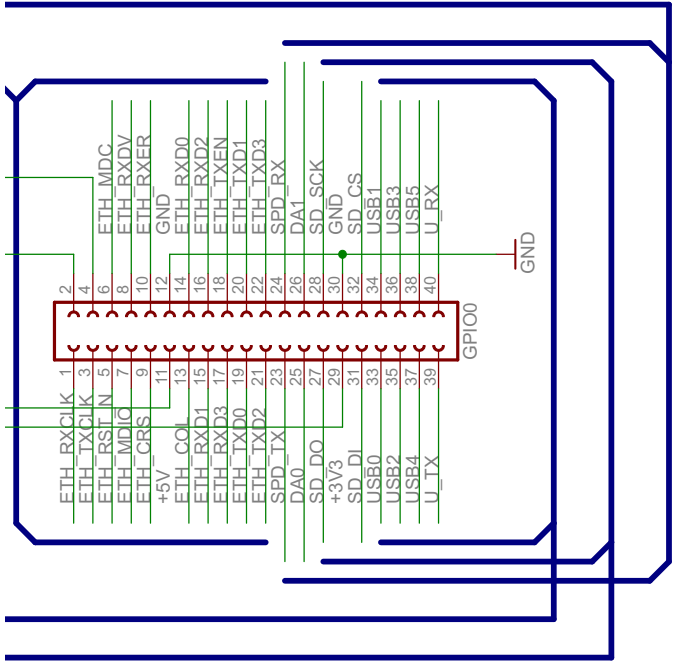 ETH_MDC
ETH_RXDV
ETH_RXER
GND
ETH_RXD0
ETH_RXD2
ETH_TXEN
ETH_TXD1
ETH_TXD3
SPD_RX
DA1
SD_SCK
GND
SD_CS
USB1
USB3
USB5
U_RX
GND
2
4
6
8
10
12
14
16
18
20
22
24
26
28
30
32
34
36
38
40
GPIO0
1
3
5
7
9
11
13
15
17
19
21
23
25
27
29
31
33
35
37
39
ETH_RXCLK
ETH_TXCLK
ETH_RST_N
ETH_MDIO
ETH_CRS
+5V
ETH_COL
ETH_RXD1
ETH_RXD3
ETH_TXD0
ETH_TXD2
SPD_TX
DA0
SD_DO
+3V3
SD_DI
USB0
USB2
USB4
U_TX